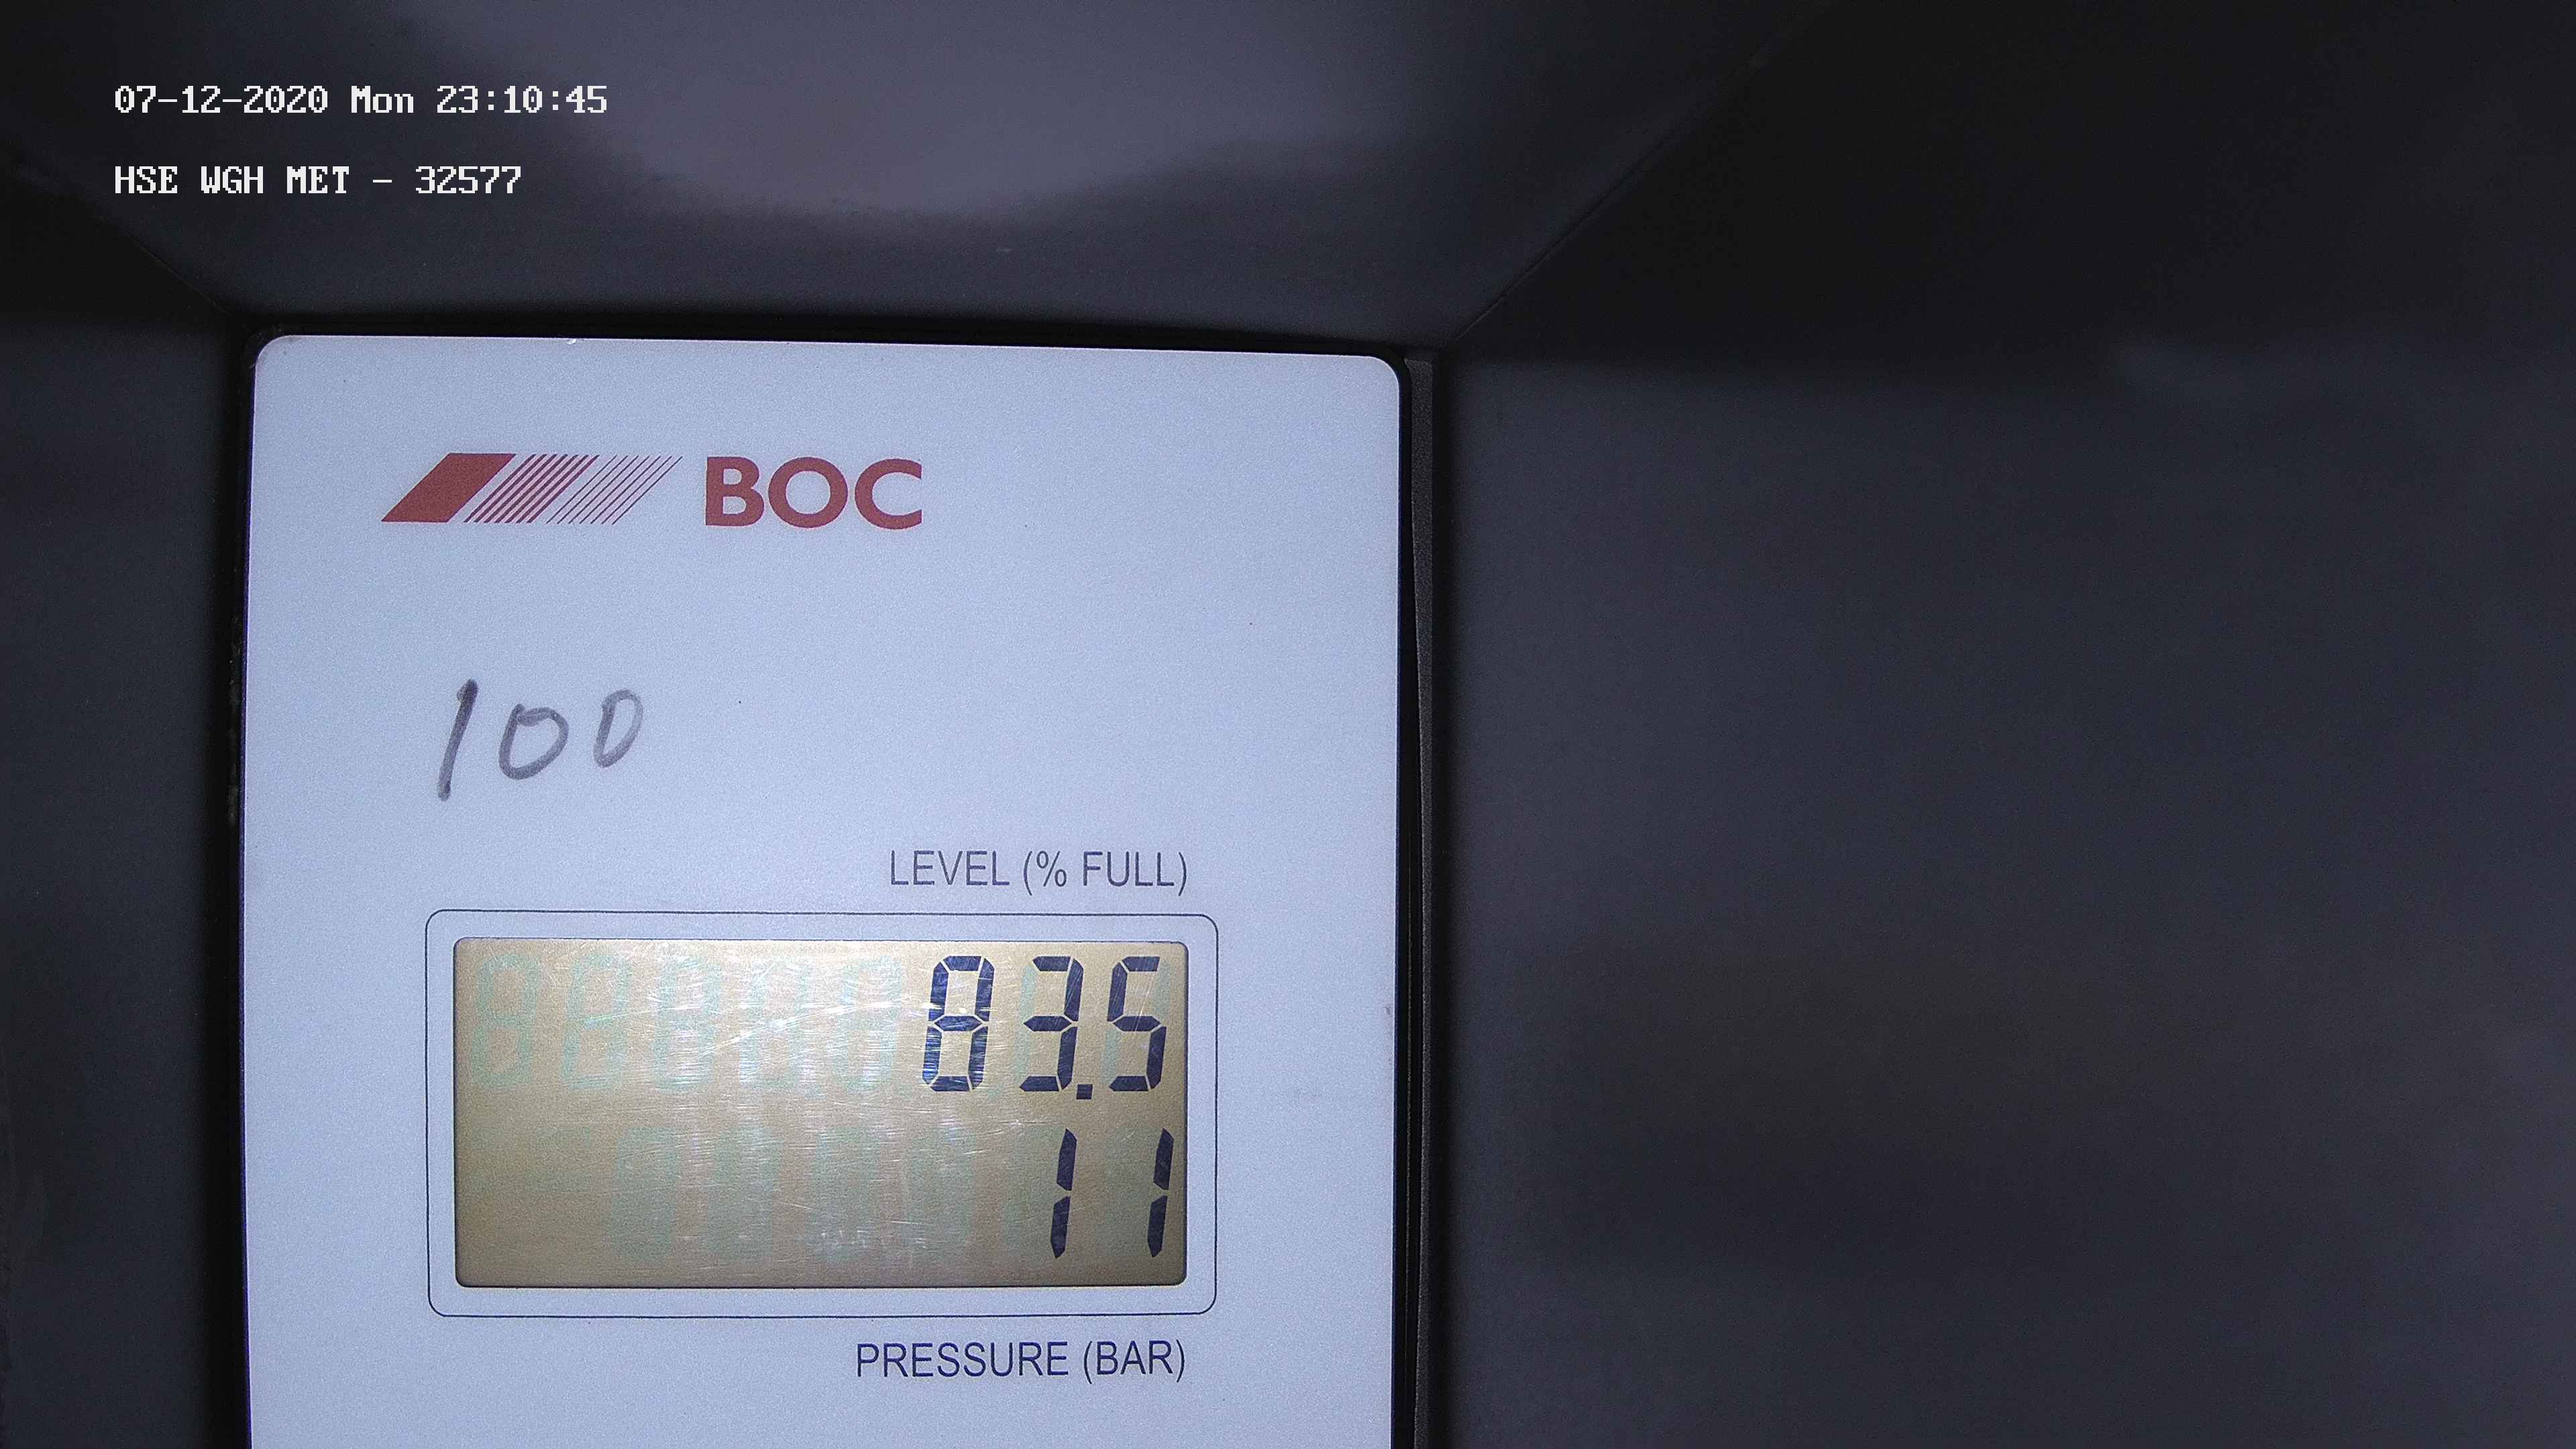 07-12-2020 Mon 23:10:45
HSE WGH MET - 32577
BOC
100
LEVEL (% FULL)
83.5
11
PRESSURE (BAR)